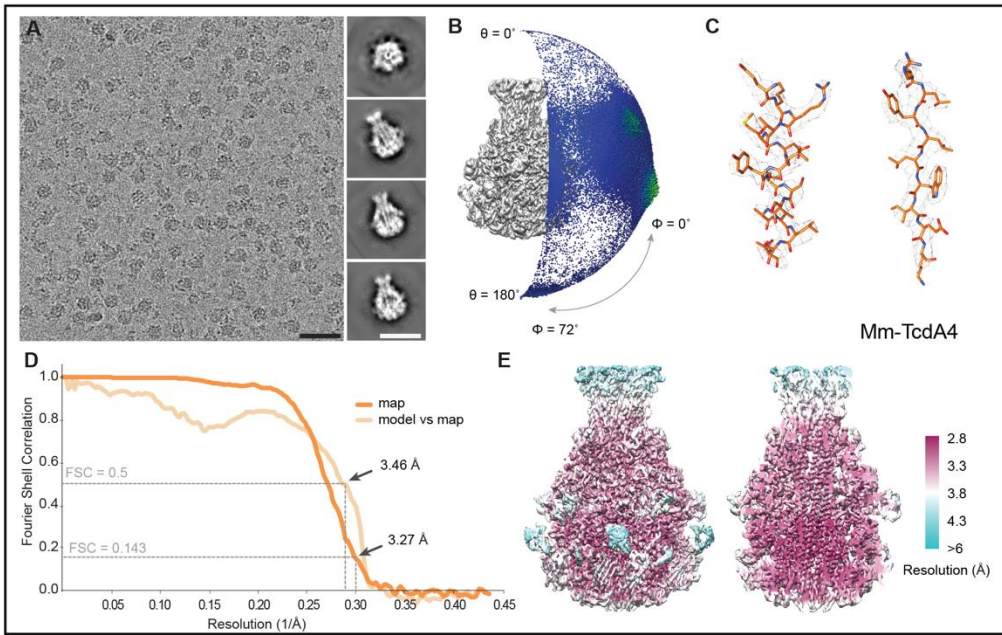 A
B
θ = 0˚
Φ = 0˚
θ = 180˚
Φ = 72˚
C
Mm-TcdA4
D
1.0
0.8
0.6
0.4
0.2
0.0
Fourier Shell Correlation
map
model vs map
FSC = 0.5
3.46 Å
FSC = 0.143
3.27 Å
0.05 0.10 0.15 0.20 0.25 0.30 0.35 0.40 0.45
Resolution (1/Å)
E
2.8
3.3
3.8
4.3
>6
Resolution (Å)